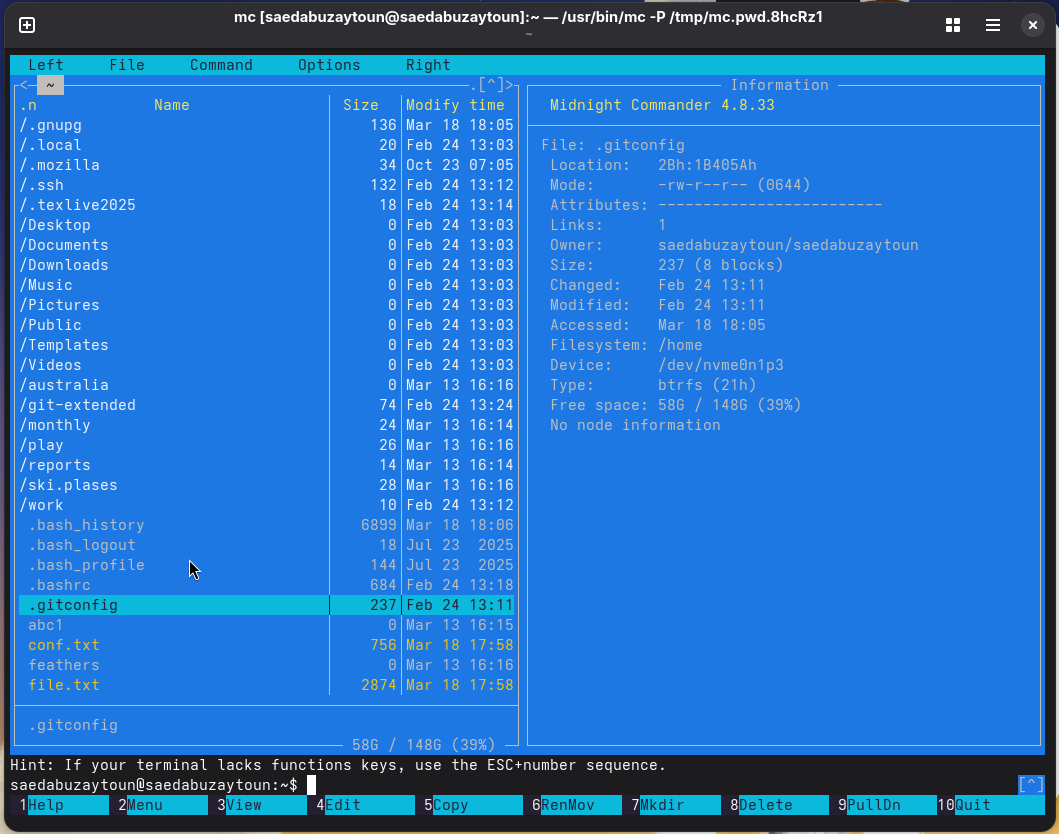 mc [saedabuzaytoun@saedabuzaytoun]:~ — /usr/bin/mc -P /tmp/mc.pwd.8hcRz1
~
Left File Command Options Right
<─ ~ .[^]>
.n Name Size Modify time
/.gnupg 136 Mar 18 18:05
/.local 20 Feb 24 13:03
/.mozilla 34 Oct 23 07:05
/.ssh 132 Feb 24 13:12
/.texlive2025 18 Feb 24 13:14
/Desktop 0 Feb 24 13:03
/Documents 0 Feb 24 13:03
/Downloads 0 Feb 24 13:03
/Music 0 Feb 24 13:03
/Pictures 0 Feb 24 13:03
/Public 0 Feb 24 13:03
/Templates 0 Feb 24 13:03
/Videos 0 Feb 24 13:03
/australia 0 Mar 13 16:16
/git-extended 74 Feb 24 13:24
/monthly 24 Mar 13 16:14
/play 26 Mar 13 16:16
/reports 14 Mar 13 16:14
/ski.plases 28 Mar 13 16:16
/work 10 Feb 24 13:12
.bash_history 6899 Mar 18 18:06
.bash_logout 18 Jul 23 2025
.bash_profile 144 Jul 23 2025
.bashrc 684 Feb 24 13:18
.gitconfig 237 Feb 24 13:11
abc1 0 Mar 13 16:15
conf.txt 756 Mar 18 17:58
feathers 0 Mar 13 16:16
file.txt 2874 Mar 18 17:58
.gitconfig
58G / 148G (39%)
Information
Midnight Commander 4.8.33
File: .gitconfig
Location: 2Bh:1B405Ah
Mode: -rw-r--r-- (0644)
Attributes: -------------------------
Links: 1
Owner: saedabuzaytoun/saedabuzaytoun
Size: 237 (8 blocks)
Changed: Feb 24 13:11
Modified: Feb 24 13:11
Accessed: Mar 18 18:05
Filesystem: /home
Device: /dev/nvme0n1p3
Type: btrfs (21h)
Free space: 58G / 148G (39%)
No node information
Hint: If your terminal lacks functions keys, use the ESC+number sequence.
saedabuzaytoun@saedabuzaytoun:~$ [^]
1Help 2Menu 3View 4Edit 5Copy 6RenMov 7Mkdir 8Delete 9PullDn 10Quit